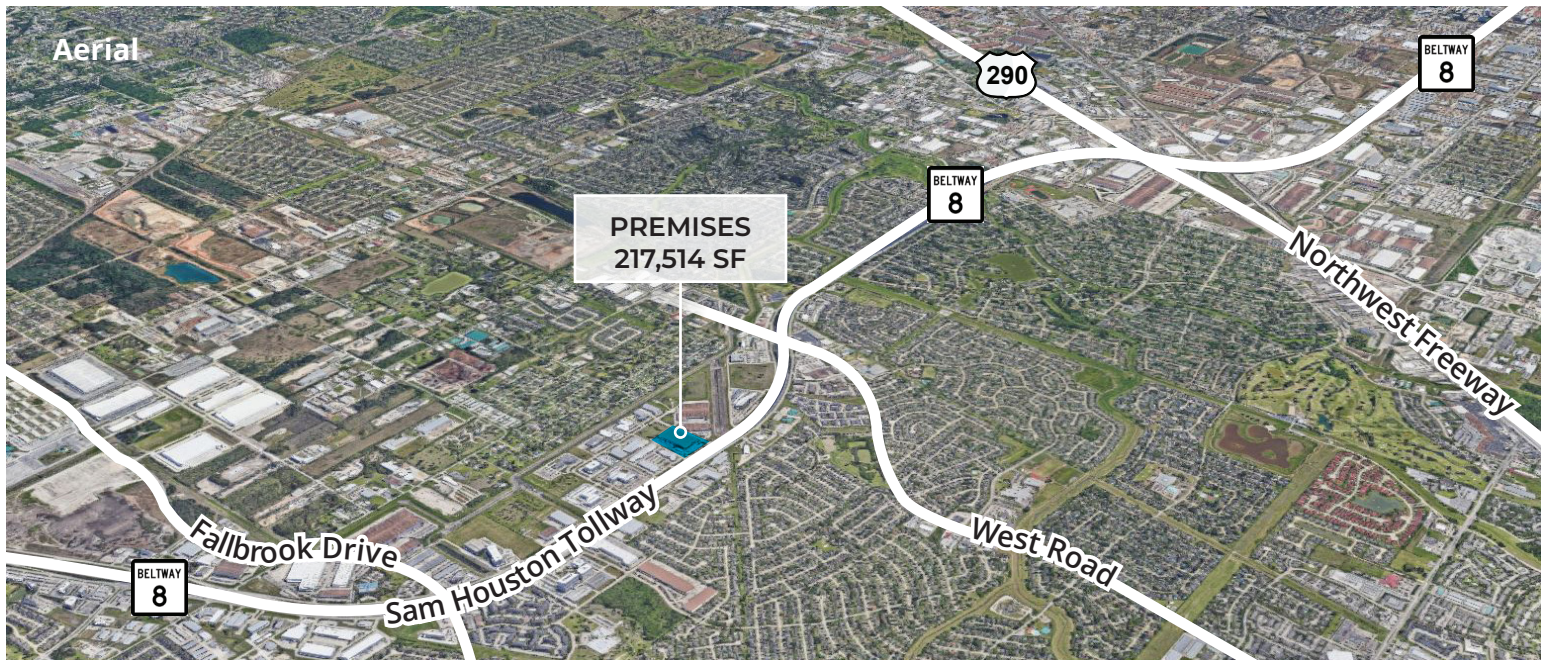 Aerial
290
BELTWAY
8
BELTWAY
8
PREMISES
217,514 SF
Northwest Freeway
Sam Houston Tollway
Fallbrook Drive
West Road
BELTWAY
8